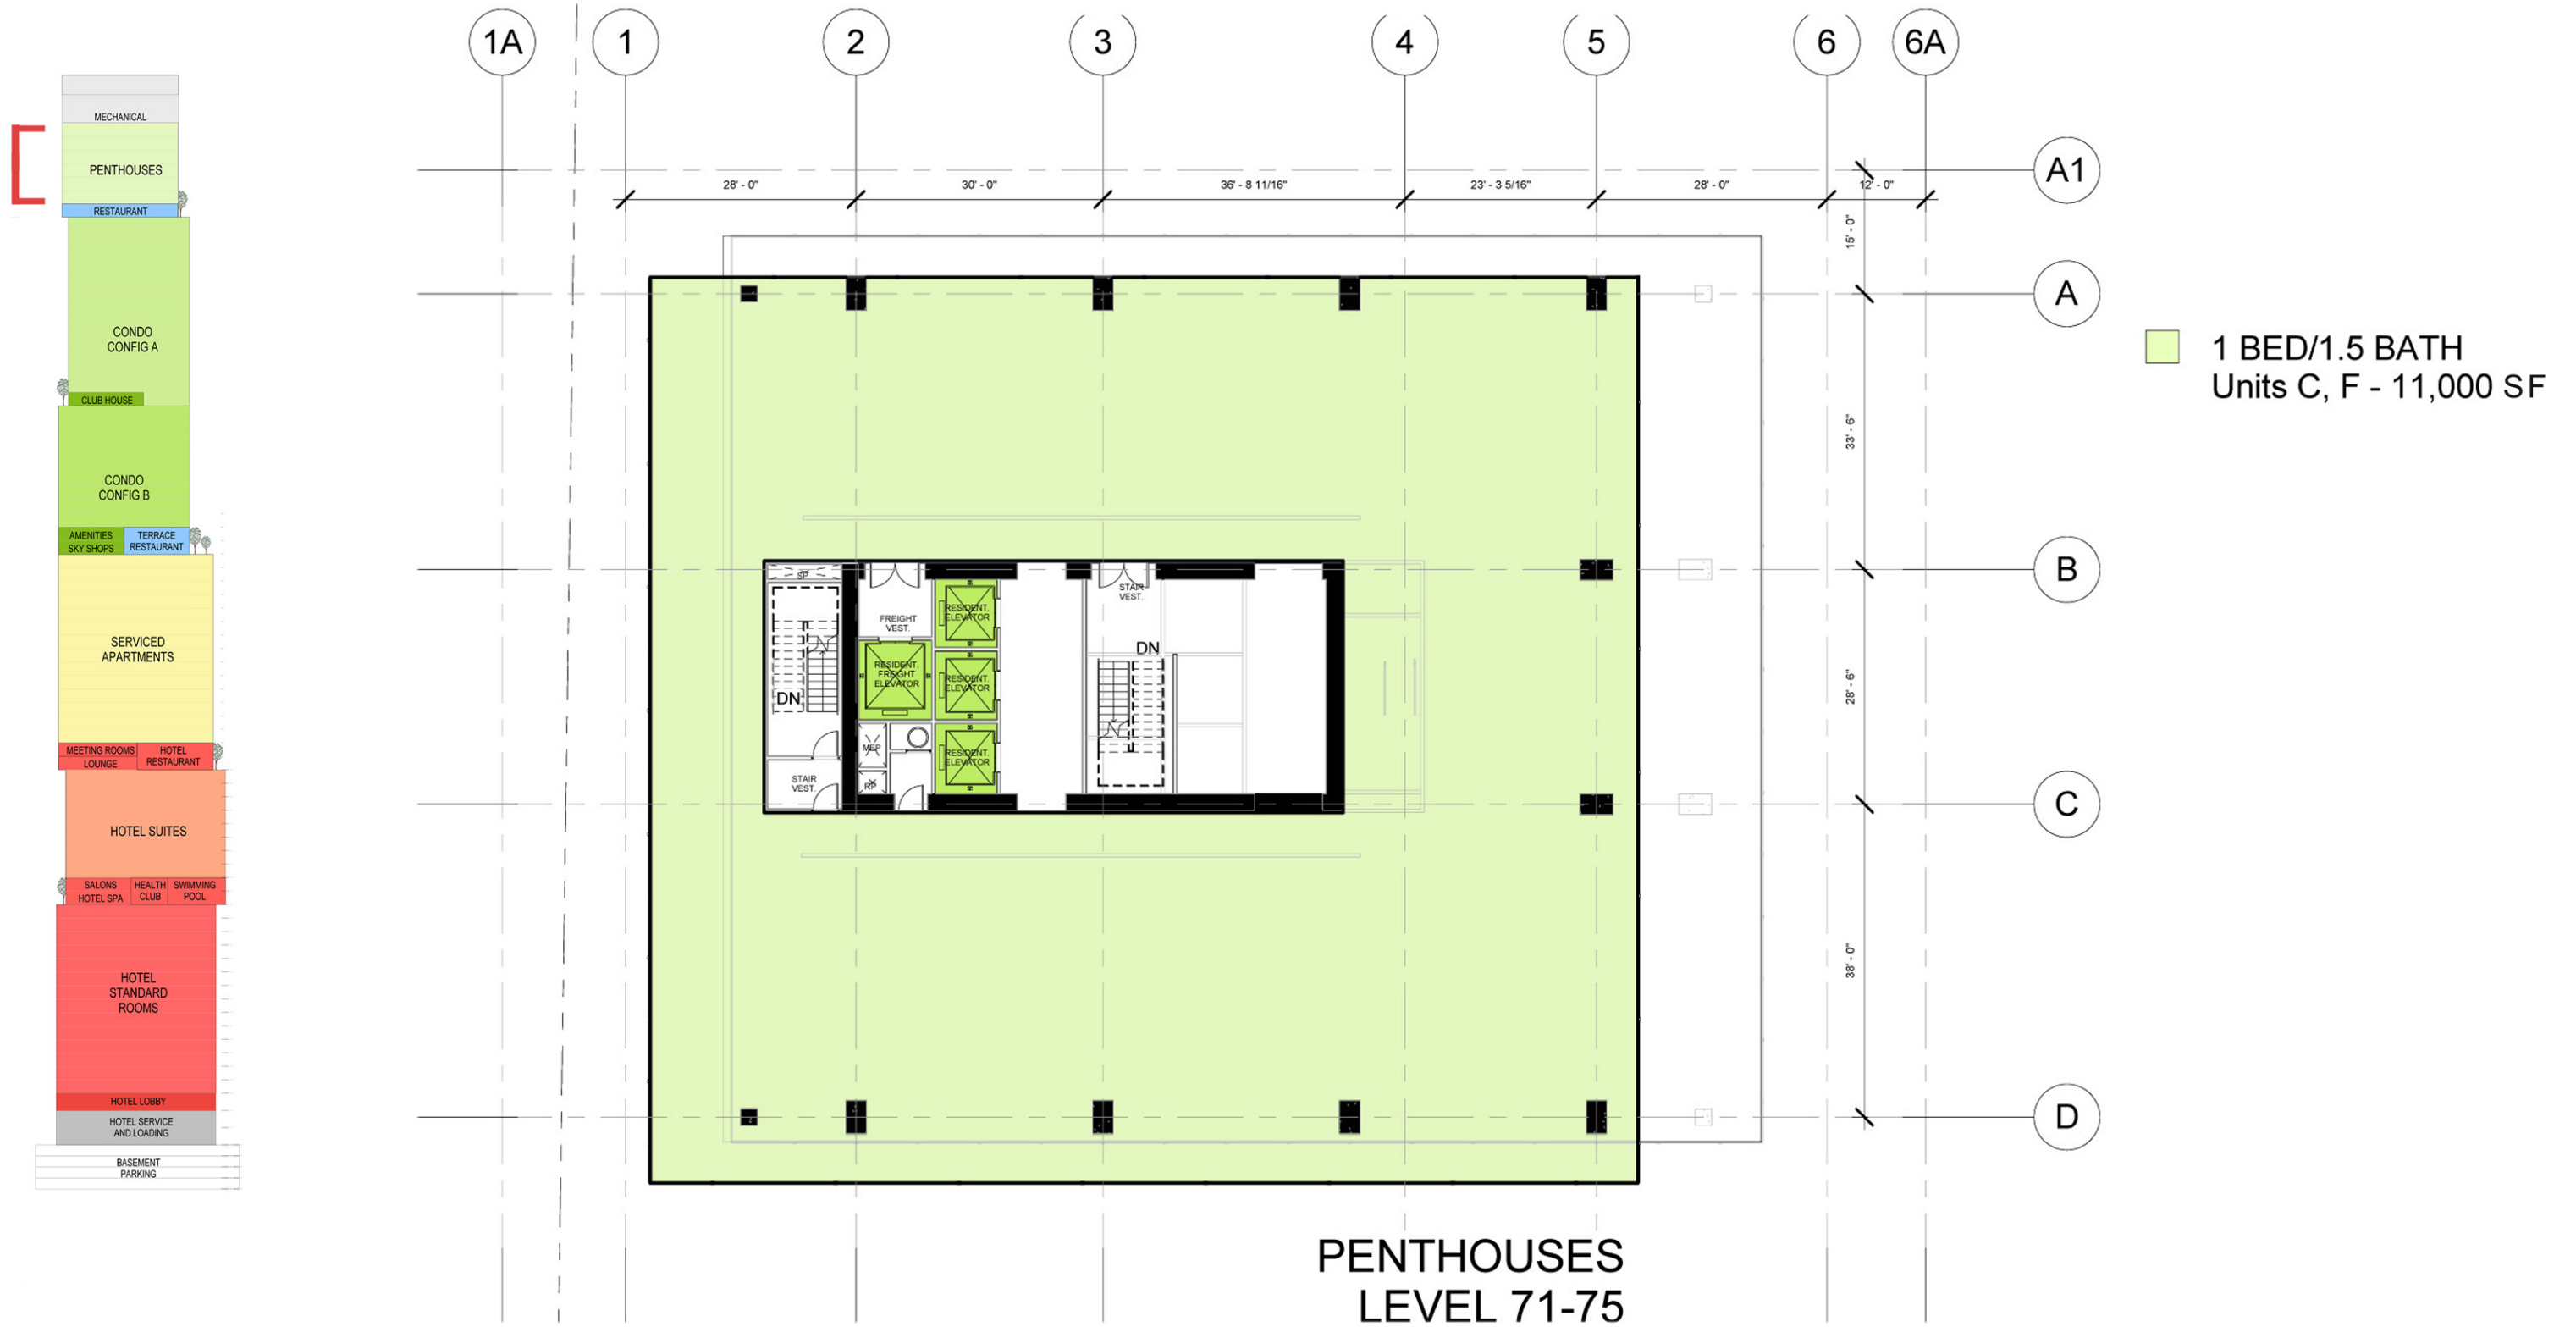 1A
1
2
3
4
5
6
6A
A1
A
B
C
D
28' - 0"
30' - 0"
36' - 8 11/16"
23' - 3 5/16"
28' - 0"
12' - 0"
15' - 0"
33' - 6"
28' - 6"
38' - 0"
MECHANICAL
PENTHOUSES
RESTAURANT
CONDO
CONFIG A
CLUB HOUSE
CONDO
CONFIG B
AMENITIES
SKY SHOPS
TERRACE
RESTAURANT
SERVICED
APARTMENTS
MEETING ROOMS
LOUNGE
HOTEL
RESTAURANT
HOTEL SUITES
SALONS
HOTEL SPA
HEALTH
CLUB
SWIMMING
POOL
HOTEL
STANDARD
ROOMS
HOTEL LOBBY
HOTEL SERVICE
AND LOADING
BASEMENT
PARKING
SP
DN
STAIR
VEST.
FREIGHT
VEST.
RESIDENT.
FREIGHT
ELEVATOR
MEP
RP
RESIDENT.
ELEVATOR
RESIDENT.
ELEVATOR
RESIDENT.
ELEVATOR
STAIR
VEST.
DN
1 BED/1.5 BATH
Units C, F - 11,000 SF
PENTHOUSES
LEVEL 71-75